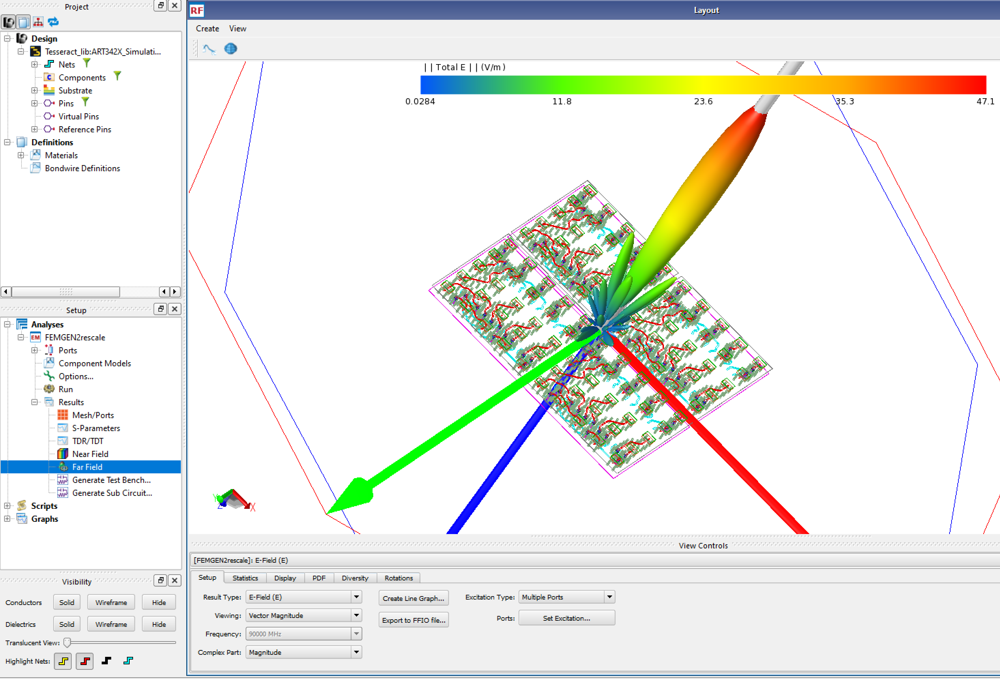 Project
Design
Tesseract_lib:ART342X_Simulati...
Nets
Components
Substrate
Pins
Virtual Pins
Reference Pins
Definitions
Materials
Bondwire Definitions
Setup
Analyses
EM FEMGEN2rescale
Ports
Component Models
Options...
Run
Results
Mesh/Ports
S-Parameters
TDR/TDT
Near Field
Far Field
Generate Test Bench...
Generate Sub Circuit...
Scripts
Graphs
Visibility
Conductors Solid Wireframe Hide
Dielectrics Solid Wireframe Hide
Translucent View:
Highlight Nets:
RF Layout
Create View
| | Total E | | (V/m)
0.0284 11.8 23.6 35.3 47.1
Y Z X
View Controls
[FEMGEN2rescale]: E-Field (E)
Setup Statistics Display PDF Diversity Rotations
Result Type: E-Field (E) Create Line Graph... Excitation Type: Multiple Ports
Viewing: Vector Magnitude Export to FFIO file... Ports: Set Excitation...
Frequency: 90000 MHz
Complex Part: Magnitude